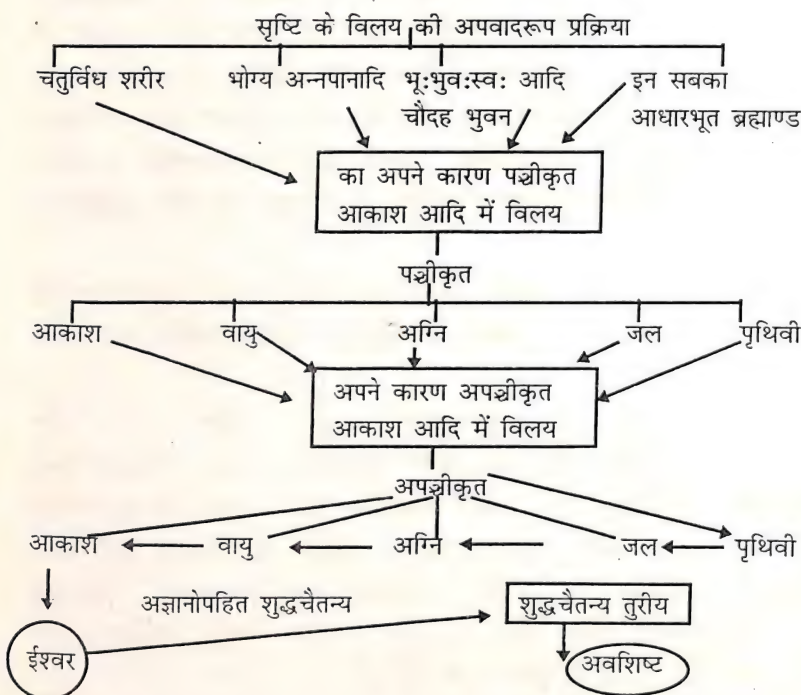 सृष्टि के विलय की अपवादरूप प्रक्रिया
चतुर्विध शरीर भोग्य अन्नपानादि भू:भुव:स्व: आदि इन सबका
चौदह भुवन आधारभूत ब्रह्माण्ड
का अपने कारण पञ्चीकृत
आकाश आदि में विलय
पञ्चीकृत
आकाश वायु अग्नि जल पृथिवी
अपने कारण अपञ्चीकृत
आकाश आदि में विलय
अपञ्चीकृत
आकाश वायु अग्नि जल पृथिवी
अज्ञानोपहित शुद्धचैतन्य शुद्धचैतन्य तुरीय
ईश्वर अवशिष्ट